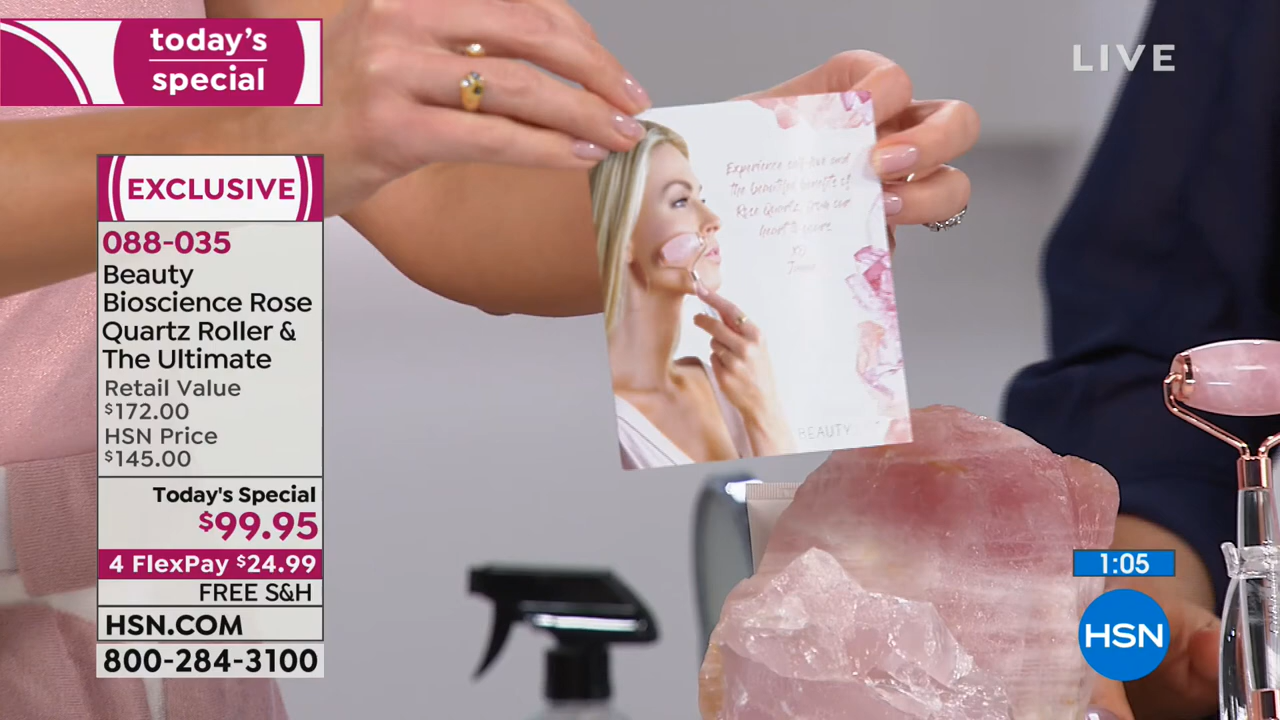 today's
special
LIVE
EXCLUSIVE
088-035
Beauty
Bioscience Rose
Quartz Roller &
The Ultimate
Retail Value
$172.00
HSN Price
$145.00
Today's Special
$99.95
4 FlexPay $24.99
FREE S&H
HSN.COM
800-284-3100
Experience self-love and
the beautiful benefits of
Rose Quartz from our
heart to yours.
BEAUTY
1:05
HSN